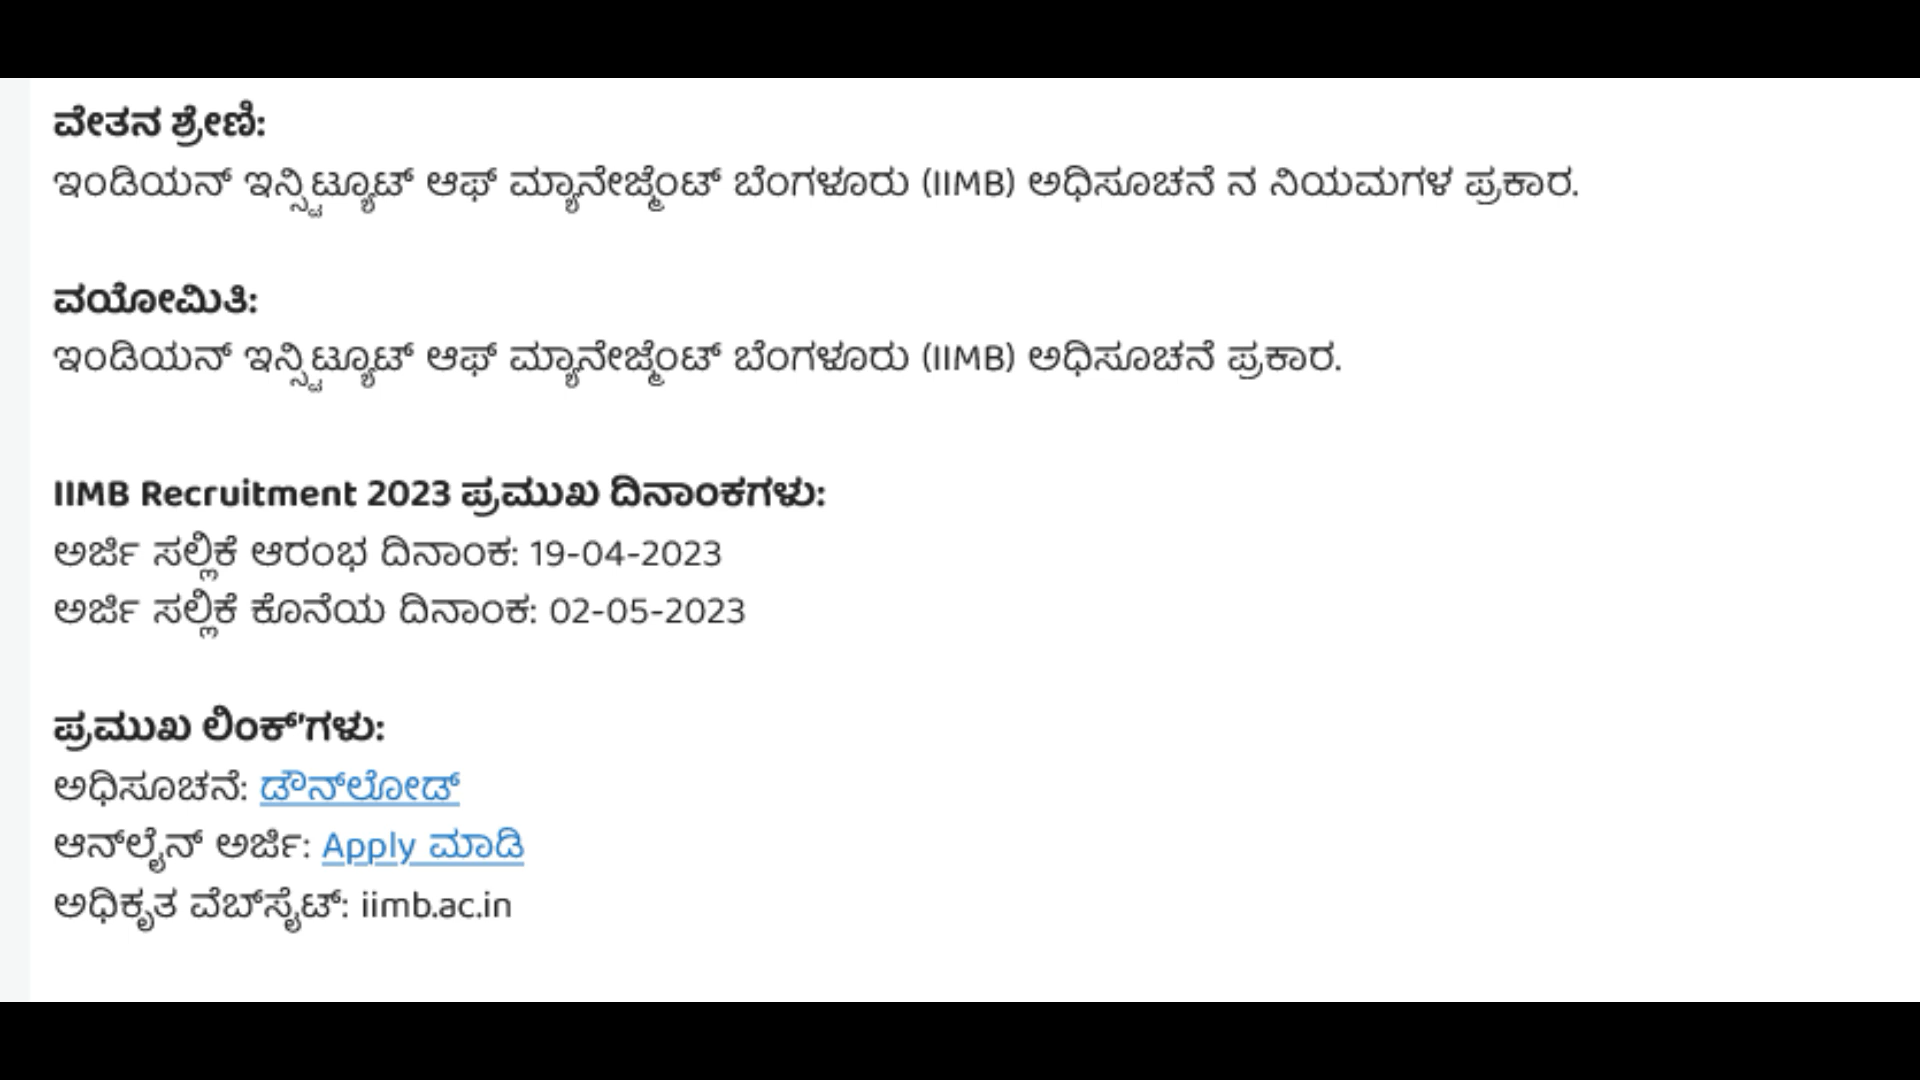 ವೇತನ ಶ್ರೇಣಿ:
ಇಂಡಿಯನ್ ಇನ್ಸ್ಟಿಟ್ಯೂಟ್ ಆಫ್ ಮ್ಯಾನೇಜ್ಮೆಂಟ್ ಬೆಂಗಳೂರು (IIMB) ಅಧಿಸೂಚನೆ ನ ನಿಯಮಗಳ ಪ್ರಕಾರ.
ವಯೋಮಿತಿ:
ಇಂಡಿಯನ್ ಇನ್ಸ್ಟಿಟ್ಯೂಟ್ ಆಫ್ ಮ್ಯಾನೇಜ್ಮೆಂಟ್ ಬೆಂಗಳೂರು (IIMB) ಅಧಿಸೂಚನೆ ಪ್ರಕಾರ.
IIMB Recruitment 2023 ಪ್ರಮುಖ ದಿನಾಂಕಗಳು:
ಅರ್ಜಿ ಸಲ್ಲಿಕೆ ಆರಂಭ ದಿನಾಂಕ: 19-04-2023
ಅರ್ಜಿ ಸಲ್ಲಿಕೆ ಕೊನೆಯ ದಿನಾಂಕ: 02-05-2023
ಪ್ರಮುಖ ಲಿಂಕ್'ಗಳು:
ಅಧಿಸೂಚನೆ: ಡೌನ್‌ಲೋಡ್
ಆನ್‌ಲೈನ್ ಅರ್ಜಿ: Apply ಮಾಡಿ
ಅಧಿಕೃತ ವೆಬ್‌ಸೈಟ್: iimb.ac.in